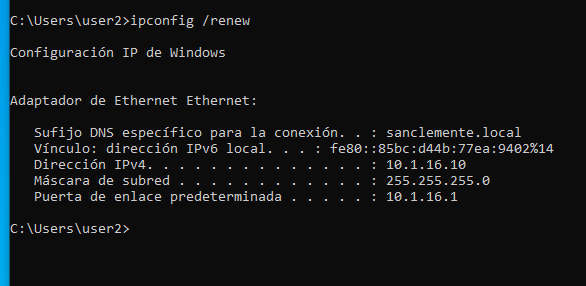 C:\Users\user2>ipconfig /renew
Configuración IP de Windows
Adaptador de Ethernet Ethernet:
Sufijo DNS específico para la conexión. . : sanclemente.local
Vínculo: dirección IPv6 local. . . : fe80::85bc:d44b:77ea:9402%14
Dirección IPv4. . . . . . . . . . . . . . : 10.1.16.10
Máscara de subred . . . . . . . . . . . . : 255.255.255.0
Puerta de enlace predeterminada . . . . . : 10.1.16.1
C:\Users\user2>